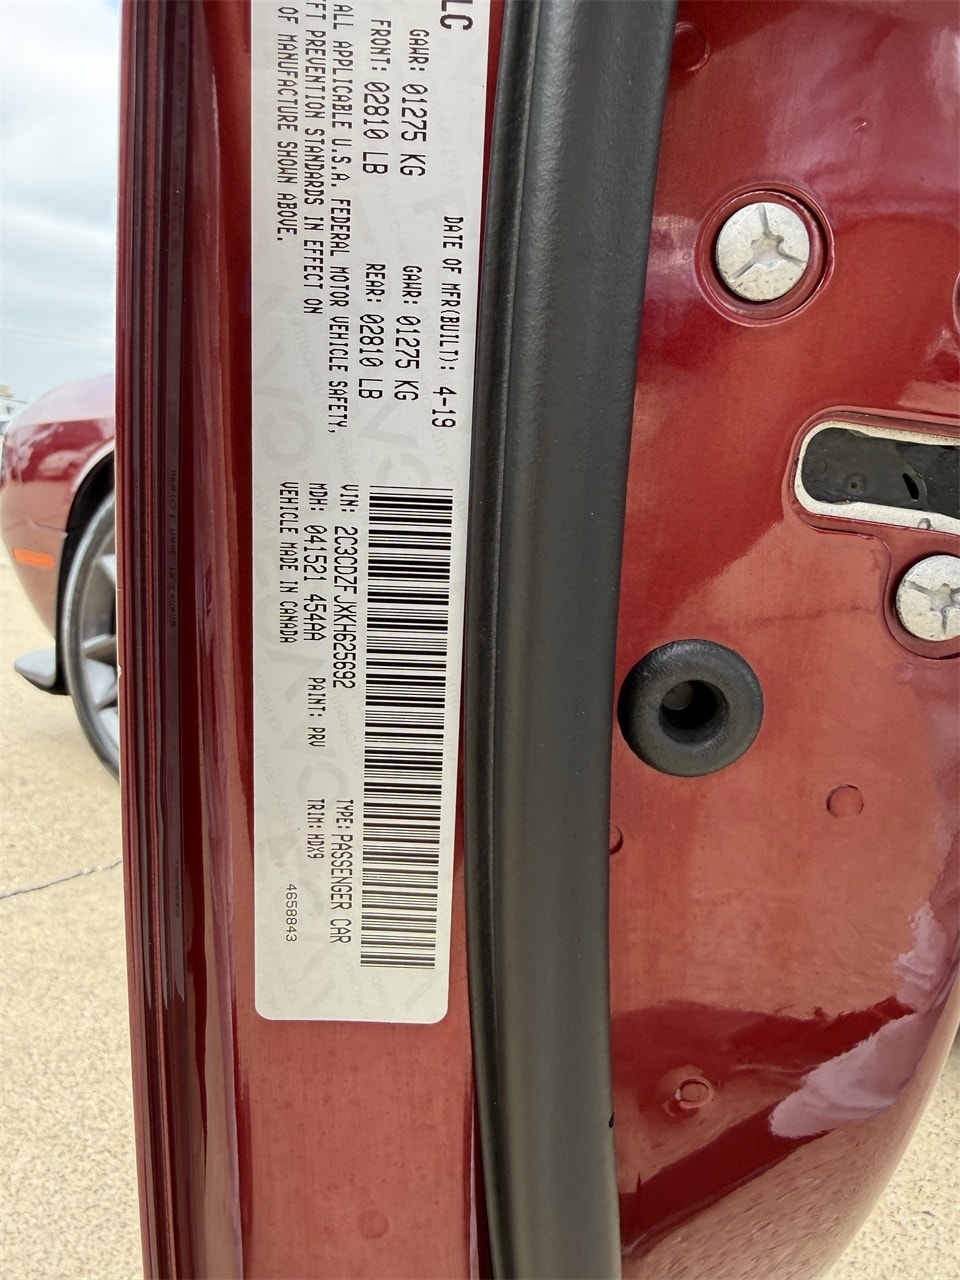 LC
DATE OF MFR(BUILT): 4-19
GAWR: 01275 KG GAWR: 01275 KG
FRONT: 02810 LB REAR: 02810 LB
ALL APPLICABLE U.S.A. FEDERAL MOTOR VEHICLE SAFETY,
FT PREVENTION STANDARDS IN EFFECT ON
OF MANUFACTURE SHOWN ABOVE.
VIN: 2C3CDZFJXKH625692 TYPE: PASSENGER CAR
MDH: 041521 454AA PAINT: PRV TRIM: HDX9
VEHICLE MADE IN CANADA 4658843